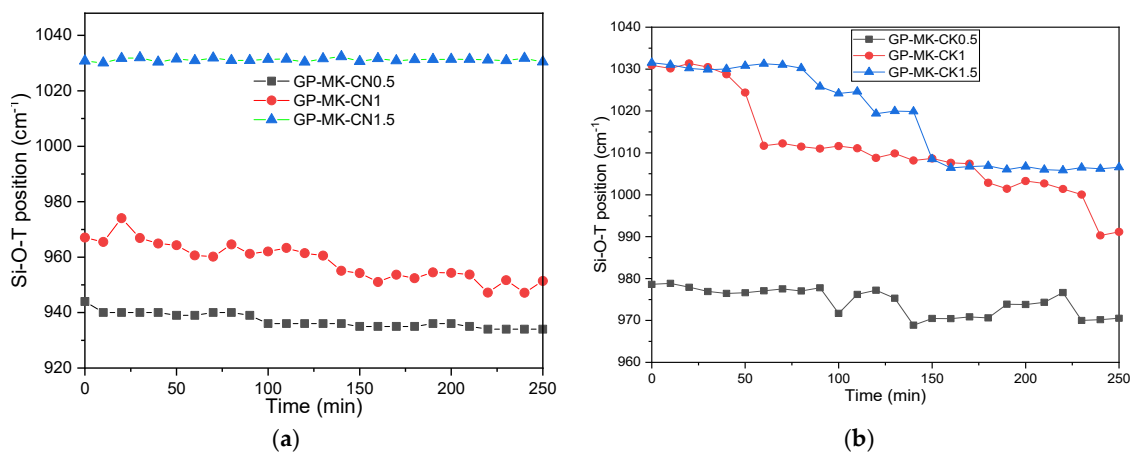 Si-O-T position (cm⁻¹)
1040
1020
1000
980
960
940
920
GP-MK-CN0.5
GP-MK-CN1
GP-MK-CN1.5
0 50 100 150 200 250
Time (min)
(a)
Si-O-T position (cm⁻¹)
1040
1030
1020
1010
1000
990
980
970
960
GP-MK-CK0.5
GP-MK-CK1
GP-MK-CK1.5
0 50 100 150 200 250
Time (min)
(b)